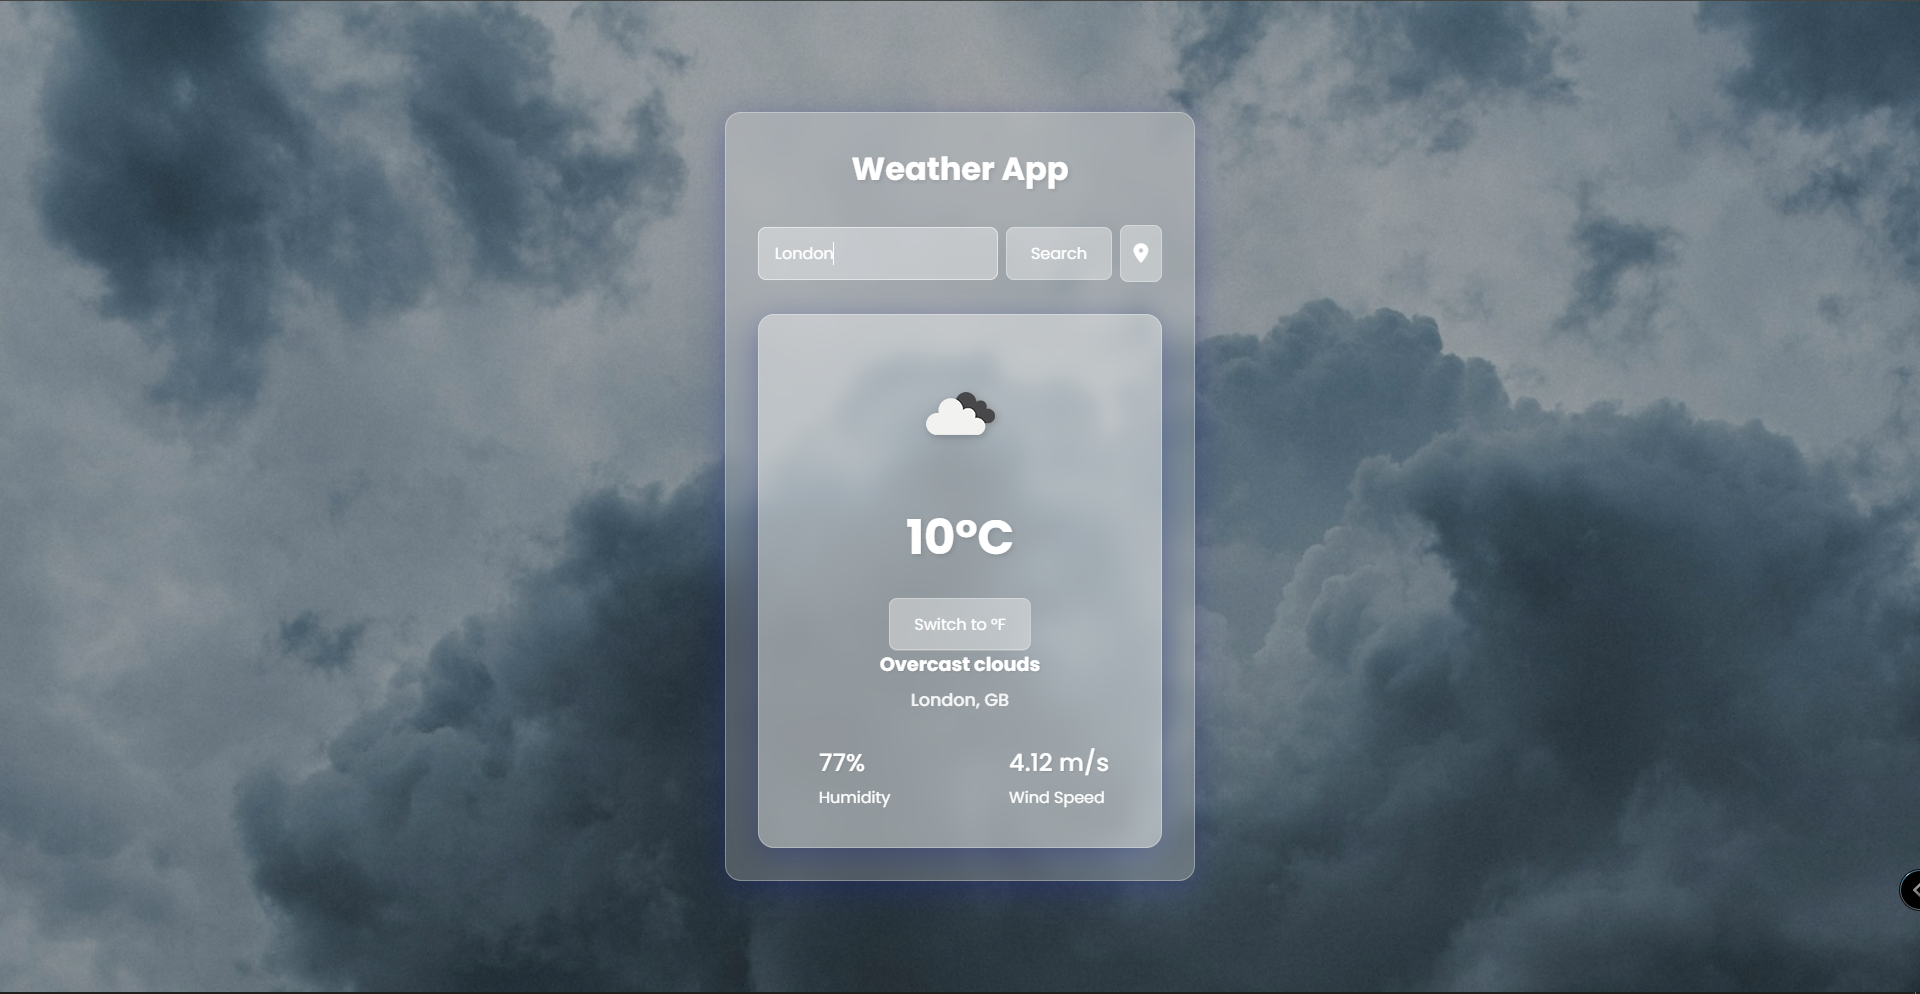 Weather App
London
Search
10°C
Switch to °F
Overcast clouds
London, GB
77%
4.12 m/s
Humidity
Wind Speed